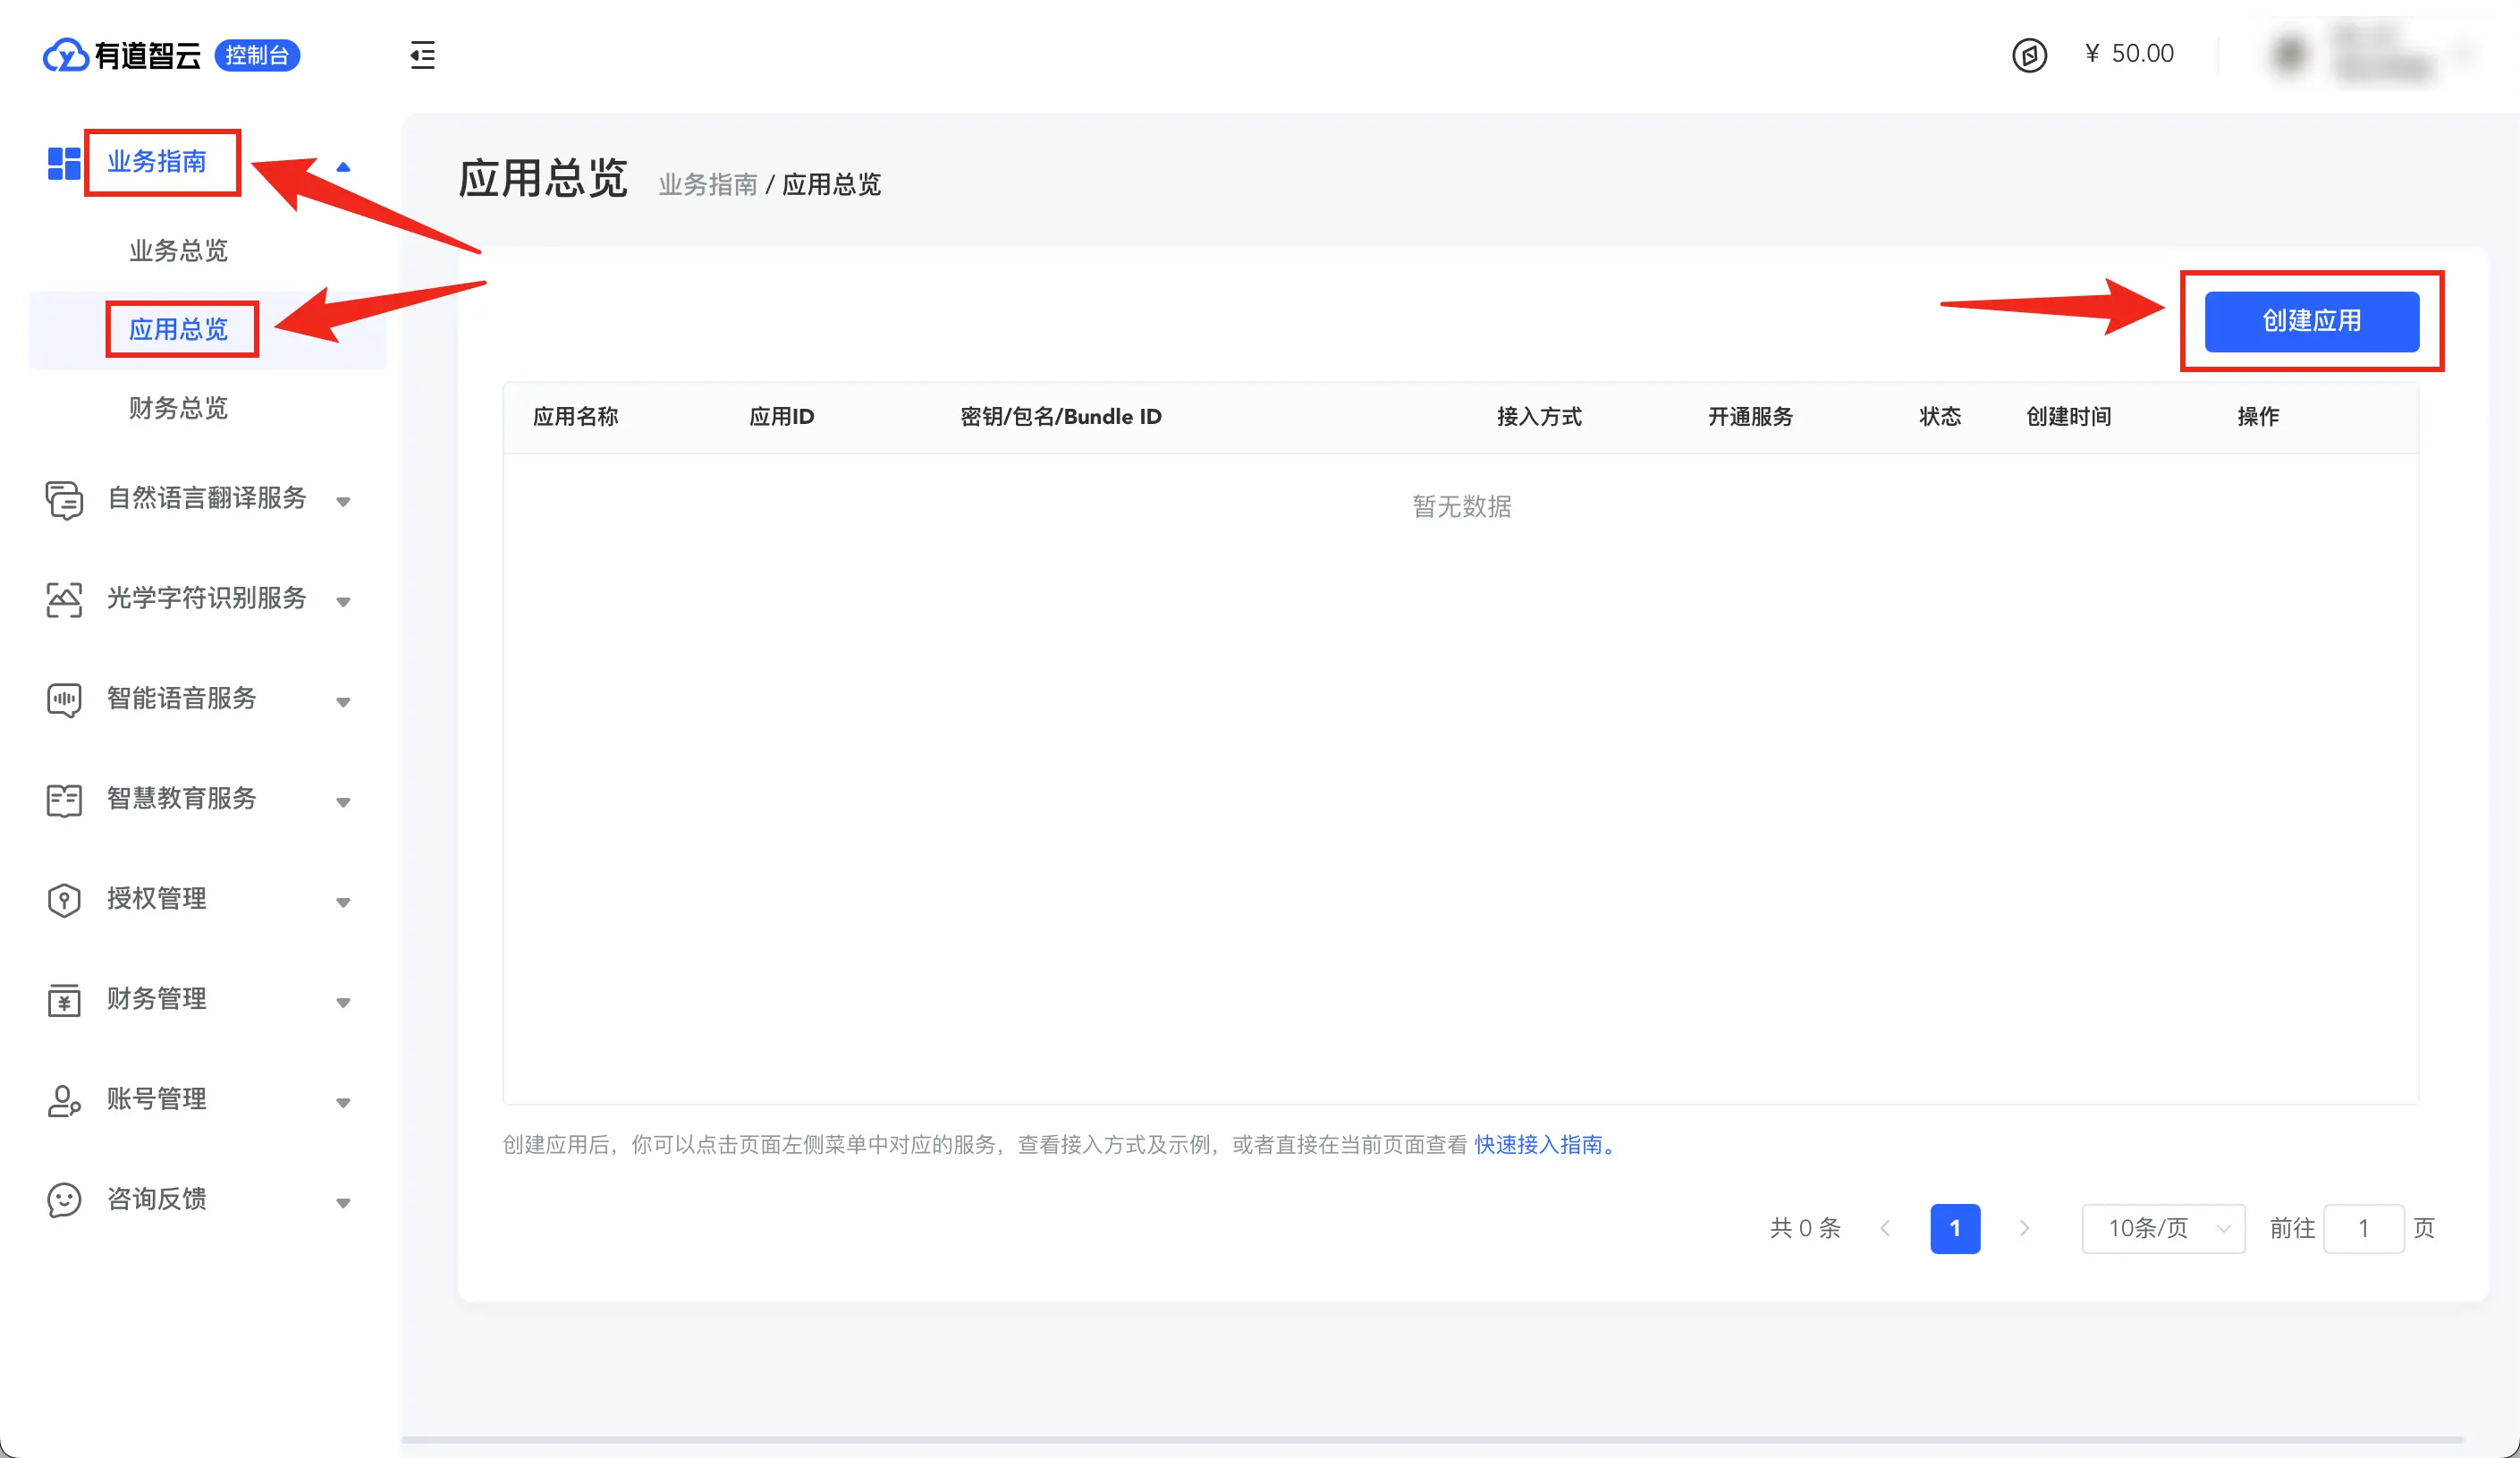 有道智云 控制台
¥ 50.00
业务指南
业务总览
应用总览
财务总览
自然语言翻译服务
光学字符识别服务
智能语音服务
智慧教育服务
授权管理
财务管理
账号管理
咨询反馈
应用总览 业务指南 / 应用总览
创建应用
应用名称 应用ID 密钥/包名/Bundle ID 接入方式 开通服务 状态 创建时间 操作
暂无数据
创建应用后，你可以点击页面左侧菜单中对应的服务，查看接入方式及示例，或者直接在当前页面查看 快速接入指南。
共 0 条 1 10条/页 前往 1 页